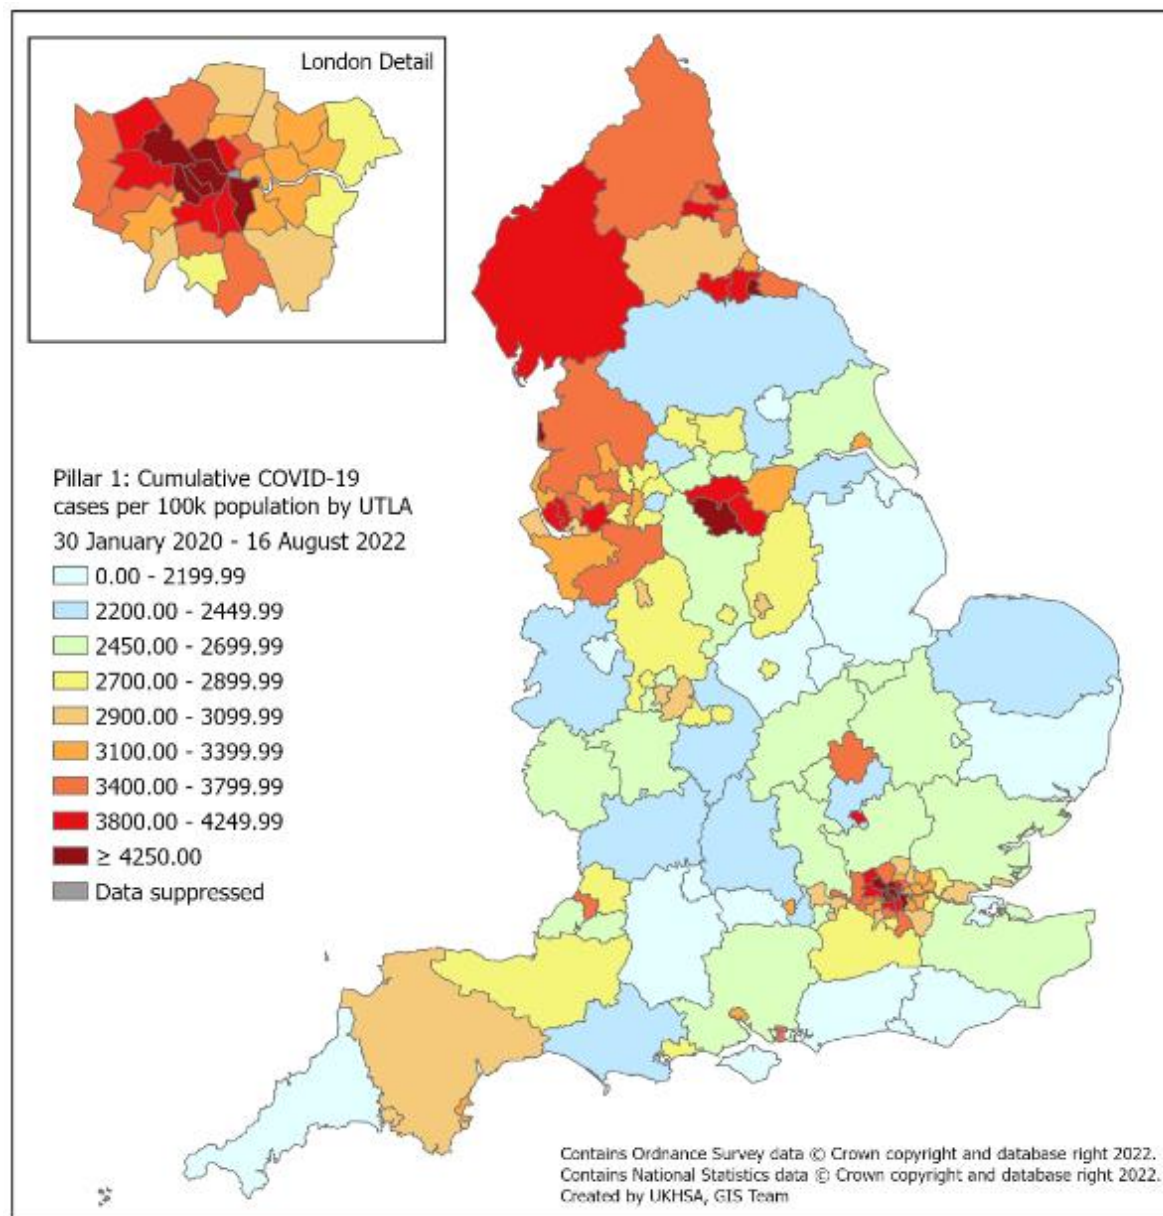 London Detail
Pillar 1: Cumulative COVID-19
cases per 100k population by UTLA
30 January 2020 - 16 August 2022
0.00 - 2199.99
2200.00 - 2449.99
2450.00 - 2699.99
2700.00 - 2899.99
2900.00 - 3099.99
3100.00 - 3399.99
3400.00 - 3799.99
3800.00 - 4249.99
≥ 4250.00
Data suppressed
Contains Ordnance Survey data © Crown copyright and database right 2022.
Contains National Statistics data © Crown copyright and database right 2022.
Created by UKHSA, GIS Team